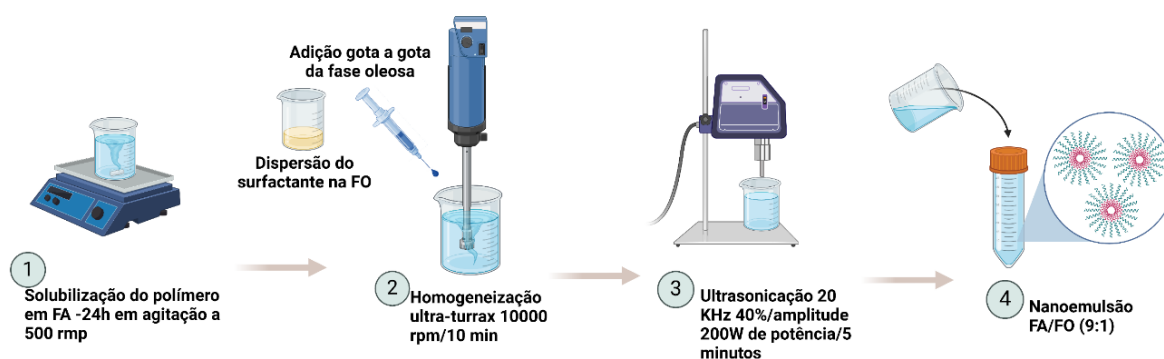 Adição gota a gota
da fase oleosa
Dispersão do
surfactante na FO
1
Solubilização do polímero
em FA -24h em agitação a
500 rmp
2
Homogeneização
ultra-turrax 10000
rpm/10 min
3
Ultrasonicação 20
KHz 40%/amplitude
200W de potência/5
minutos
4
Nanoemulsão
FA/FO (9:1)